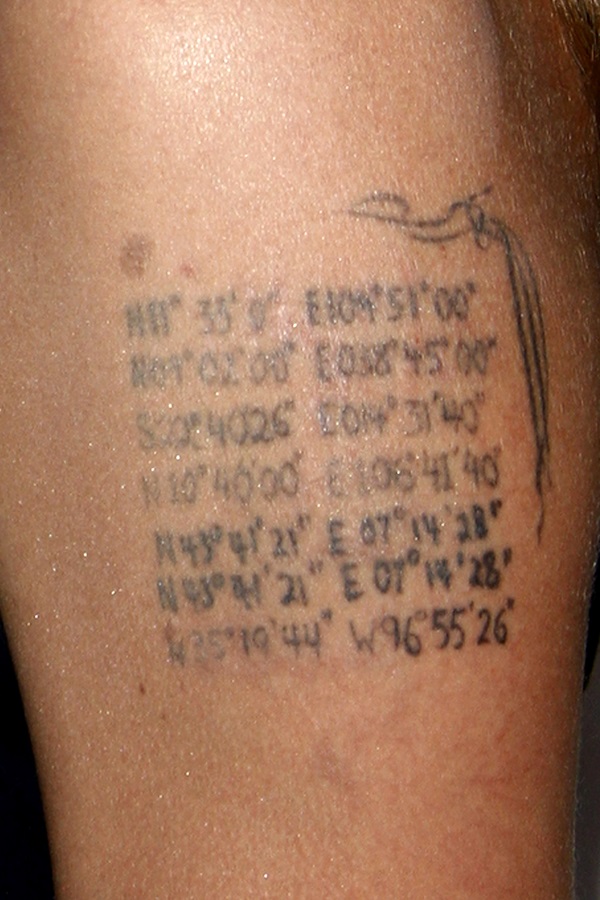 N11° 33' 0" E104°51'00"
N09°02'00" E038°45'00"
S22°40'26" E014°31'40"
N10°46'00" E106°41'40"
N43°41'21" E 07°14'28"
N43°41'21" E 07°14'28"
N35°19'44" W96°55'26"